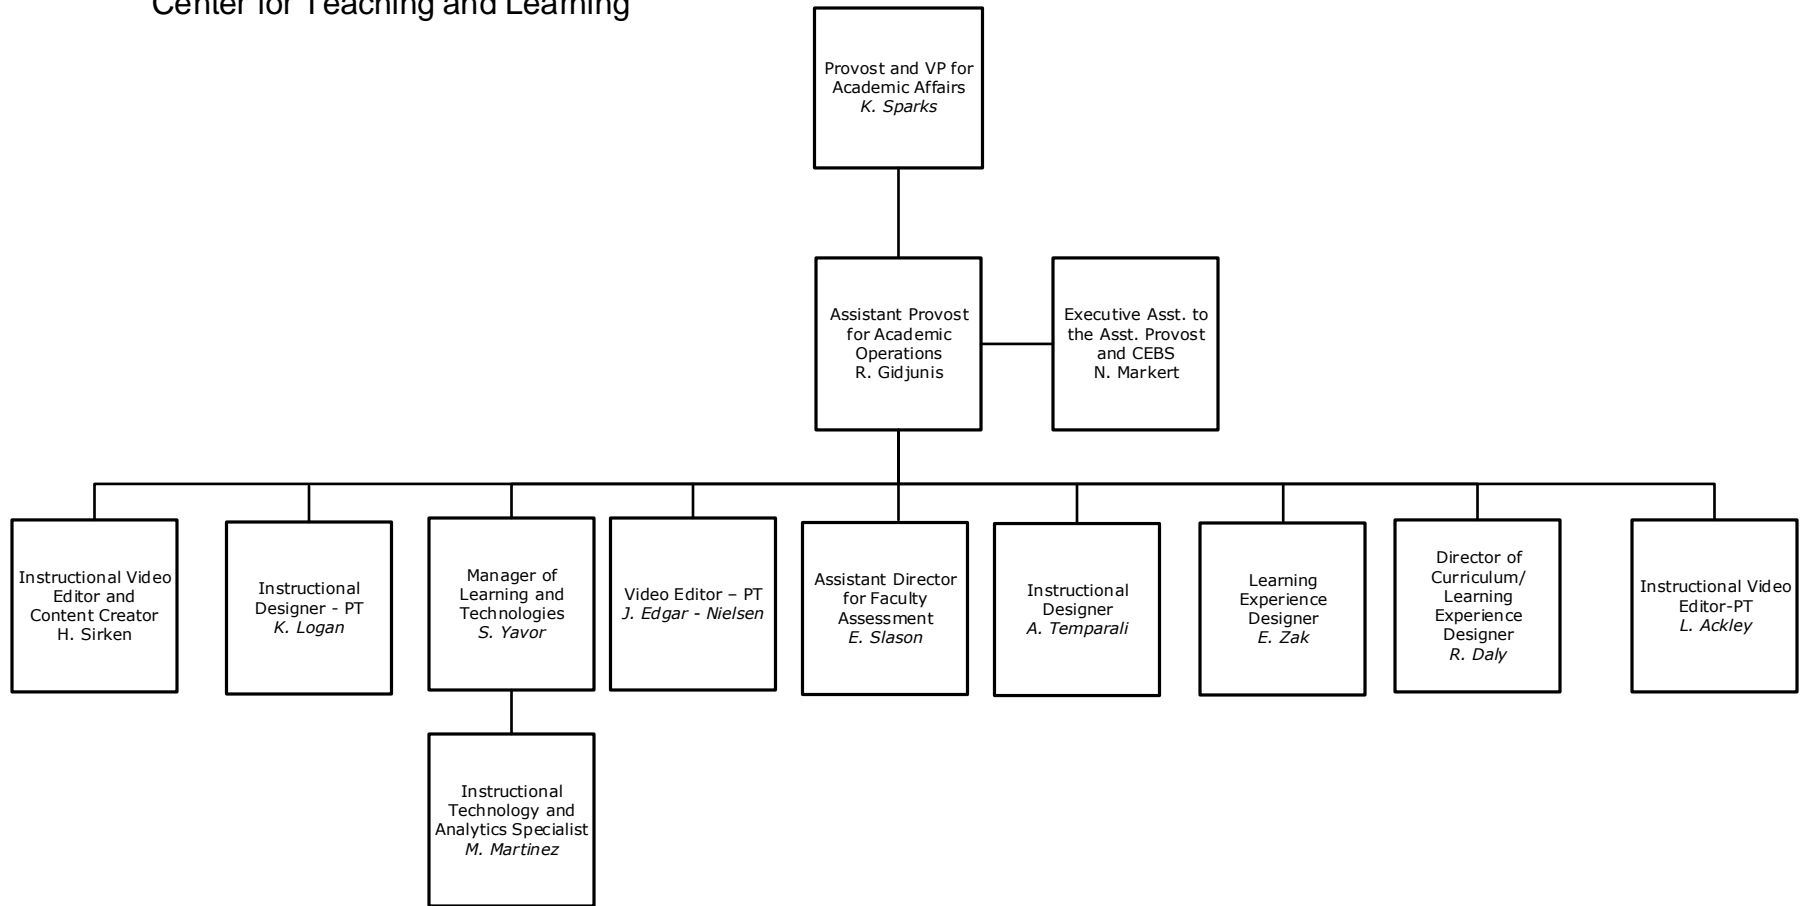 Center for Teaching and Learning
Provost and VP for
Academic Affairs
K. Sparks
Assistant Provost
for Academic
Operations
R. Gidjunis
Executive Asst. to
the Asst. Provost
and CEBS
N. Markert
Instructional Video
Editor and
Content Creator
H. Sirken
Instructional
Designer - PT
K. Logan
Manager of
Learning and
Technologies
S. Yavor
Video Editor – PT
J. Edgar - Nielsen
Assistant Director
for Faculty
Assessment
E. Slason
Instructional
Designer
A. Temparali
Learning
Experience
Designer
E. Zak
Director of
Curriculum/
Learning
Experience
Designer
R. Daly
Instructional Video
Editor-PT
L. Ackley
Instructional
Technology and
Analytics Specialist
M. Martinez